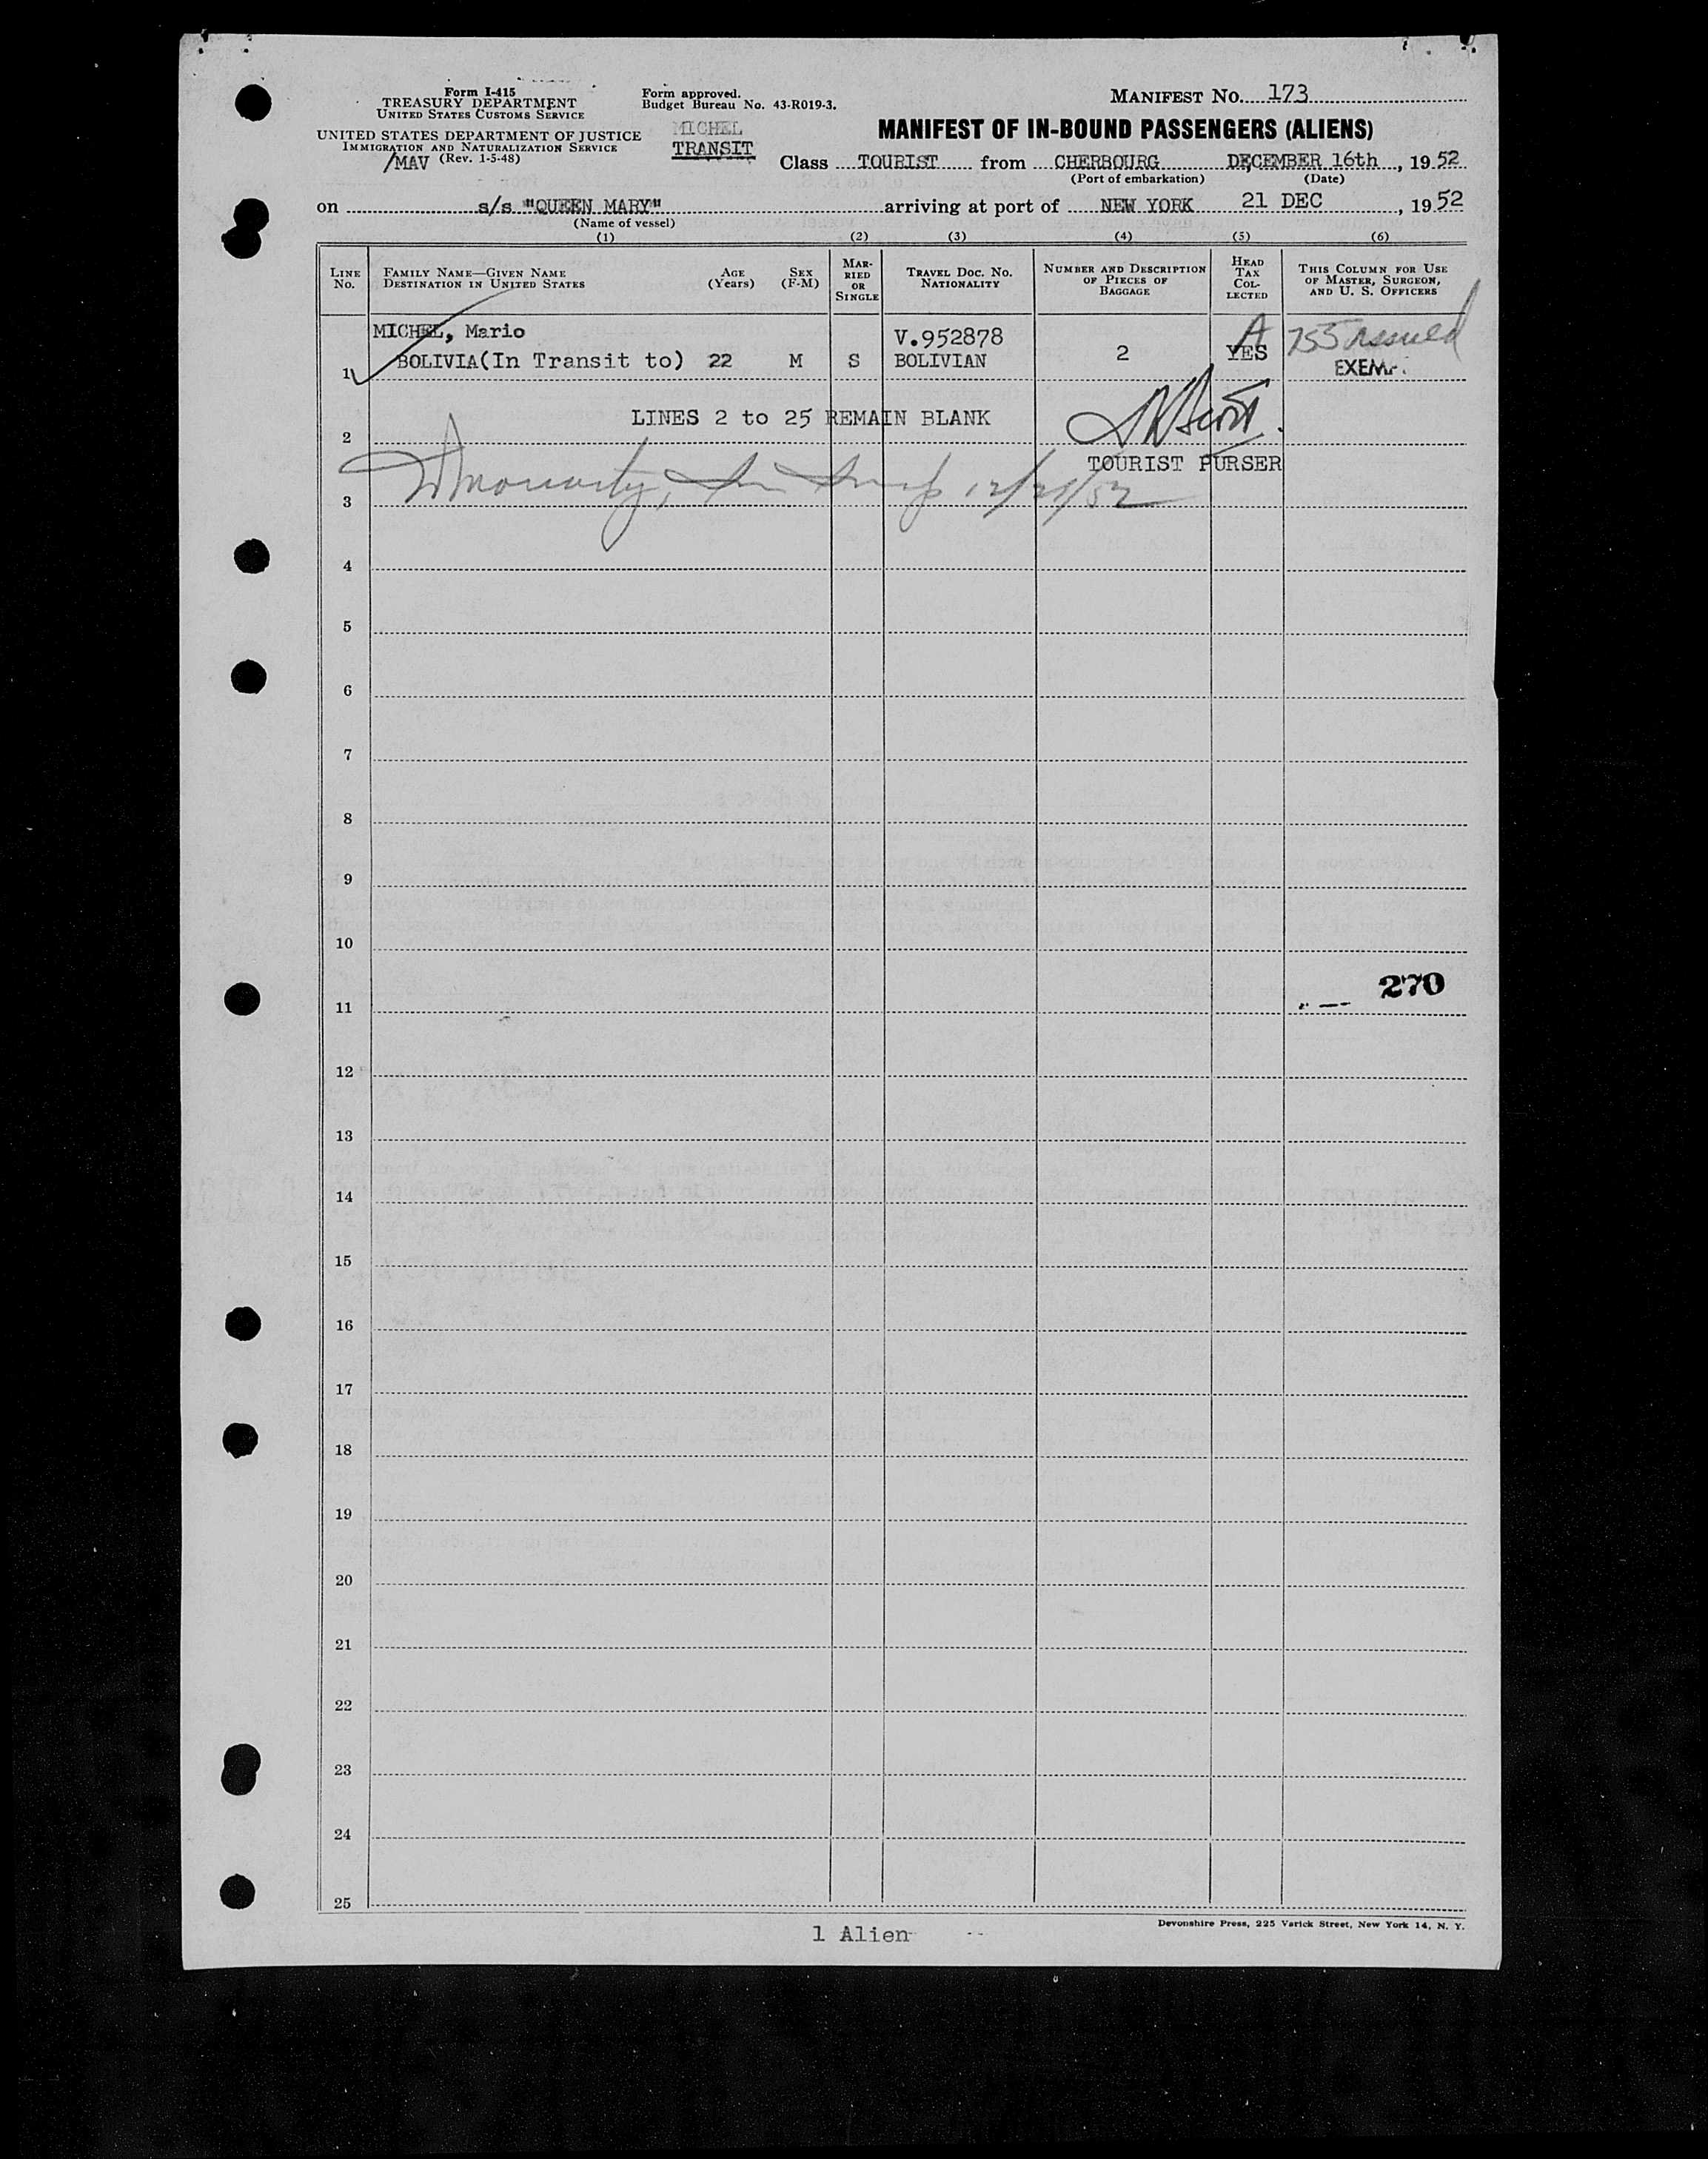 Form I-415
TREASURY DEPARTMENT
UNITED STATES CUSTOMS SERVICE
UNITED STATES DEPARTMENT OF JUSTICE
IMMIGRATION AND NATURALIZATION SERVICE
/MAV (Rev. 1-5-48)
Form approved.
Budget Bureau No. 43-R019-3.
MICHEL
TRANSIT
MANIFEST NO. 173
MANIFEST OF IN-BOUND PASSENGERS (ALIENS)
Class TOURIST from CHERBOURG DECEMBER 16th, 1952
(Port of embarkation) (Date)
on s/s "QUEEN MARY" arriving at port of NEW YORK 21 DEC, 1952
(Name of vessel)
(1) (2) (3) (4) (5) (6)
LINE NO. FAMILY NAME—GIVEN NAME DESTINATION IN UNITED STATES AGE (Years) SEX (F-M) MARRIED OR SINGLE TRAVEL DOC. NO. NATIONALITY NUMBER AND DESCRIPTION OF PIECES OF BAGGAGE HEAD TAX COLLECTED THIS COLUMN FOR USE OF MASTER, SURGEON, AND U. S. OFFICERS
MICHEL, Mario V.952878 A 755 issued
1 BOLIVIA(In Transit to) 22 M S BOLIVIAN 2 YES EXEM
2 LINES 2 to 25 REMAIN BLANK
TOURIST PURSER
3 12/21/52
4
5
6
7
8
9
10
270
11
12
13
14
15
16
17
18
19
20
21
22
23
24
25
1 Alien
Devonshire Press, 225 Varick Street, New York 14, N. Y.